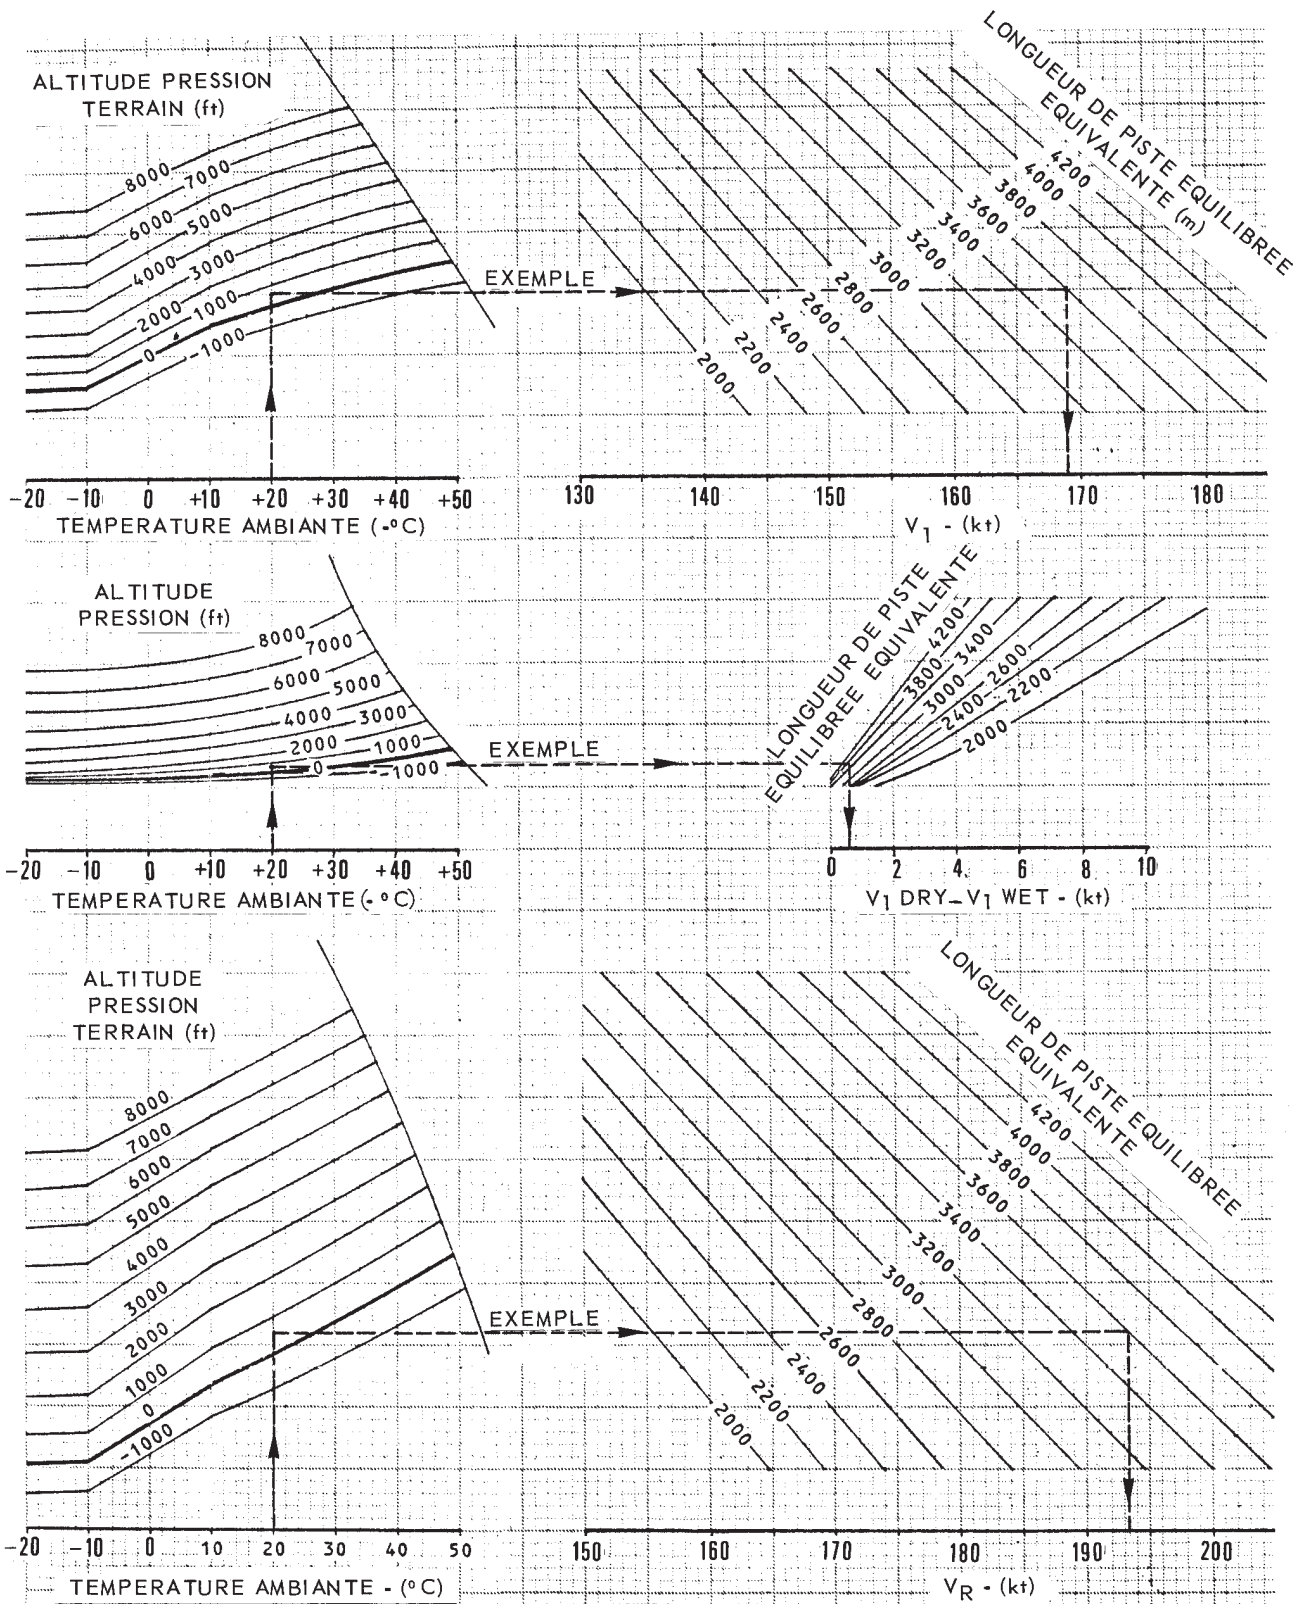 LONGUEUR DE PISTE EQUILIBREE
EQUIVALENTE (m)
ALTITUDE PRESSION
TERRAIN (ft)
8000
7000
6000
5000
4000
3000
2000
1000
0
-1000
EXEMPLE
4200
4000
3800
3600
3400
3200
3000
2800
2600
2400
2200
2000
-20 -10 0 +10 +20 +30 +40 +50
TEMPERATURE AMBIANTE (-°C)
130 140 150 160 170 180
V1 - (kt)
ALTITUDE
PRESSION (ft)
8000
7000
6000
5000
4000
3000
2000
1000
0
-1000
EXEMPLE
LONGUEUR DE PISTE
EQUILIBREE EQUIVALENTE
4200
3800
3400
3000
2600
2400
2200
2000
-20 -10 0 +10 +20 +30 +40 +50
TEMPERATURE AMBIANTE (-°C)
0 2 4 6 8 10
V1 DRY-V1 WET - (kt)
ALTITUDE
PRESSION
TERRAIN (ft)
8000
7000
6000
5000
4000
3000
2000
1000
0
-1000
EXEMPLE
LONGUEUR DE PISTE EQUILIBREE
EQUIVALENTE
4200
4000
3800
3600
3400
3200
3000
2800
2600
2400
2200
2000
-20 -10 0 10 20 30 40 50
TEMPERATURE AMBIANTE - (°C)
150 160 170 180 190 200
VR - (kt)